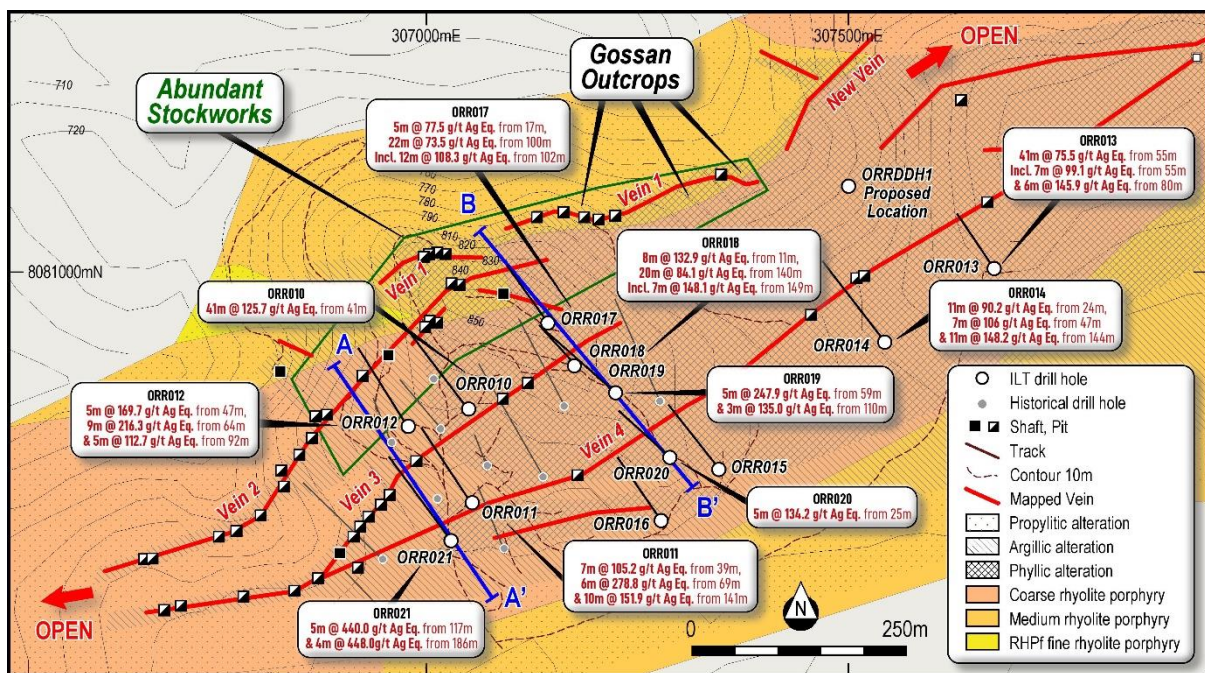 307000mE
307500mE
OPEN
Gossan
Outcrops
New Vein
Abundant
Stockworks
710
720
ORR017
5m @ 77.5 g/t Ag Eq. from 17m,
22m @ 73.5 g/t Ag Eq. from 100m
Incl. 12m @ 108.3 g/t Ag Eq. from 102m
ORR013
41m @ 75.5 g/t Ag Eq. from 55m
Incl. 7m @ 99.1 g/t Ag Eq. from 55m
& 6m @ 145.9 g/t Ag Eq. from 80m
Vein 1
B
770
780
790
810
820
830
840
850
ORRDDH1
Proposed
Location
8081000mN
Vein 1
ORR018
8m @ 132.9 g/t Ag Eq. from 11m,
20m @ 84.1 g/t Ag Eq. from 140m
Incl. 7m @ 148.1 g/t Ag Eq. from 149m
ORR013
ORR010
41m @ 125.7 g/t Ag Eq. from 41m
ORR014
11m @ 90.2 g/t Ag Eq. from 24m,
7m @ 106 g/t Ag Eq. from 47m
& 11m @ 148.2 g/t Ag Eq. from 144m
ORR017
ORR014
A
ORR018
ORR010
ORR019
ORR019
5m @ 247.9 g/t Ag Eq. from 59m
& 3m @ 135.0 g/t Ag Eq. from 110m
ORR012
5m @ 169.7 g/t Ag Eq. from 47m,
9m @ 216.3 g/t Ag Eq. from 64m
& 5m @ 112.7 g/t Ag Eq. from 92m
ORR012
Vein 4
ORR020
ORR015
Vein 2
Vein 3
B'
ORR020
5m @ 134.2 g/t Ag Eq. from 25m
ORR011
ORR016
ORR021
ORR011
7m @ 105.2 g/t Ag Eq. from 39m,
6m @ 278.8 g/t Ag Eq. from 69m
& 10m @ 151.9 g/t Ag Eq. from 141m
A'
OPEN
ORR021
5m @ 440.0 g/t Ag Eq. from 117m
& 4m @ 448.0g/t Ag Eq. from 186m
N
0
250m
ILT drill hole
Historical drill hole
Shaft, Pit
Track
Contour 10m
Mapped Vein
Propylitic alteration
Argillic alteration
Phyllic alteration
Coarse rhyolite porphyry
Medium rhyolite porphyry
RHPf fine rhyolite porphyry